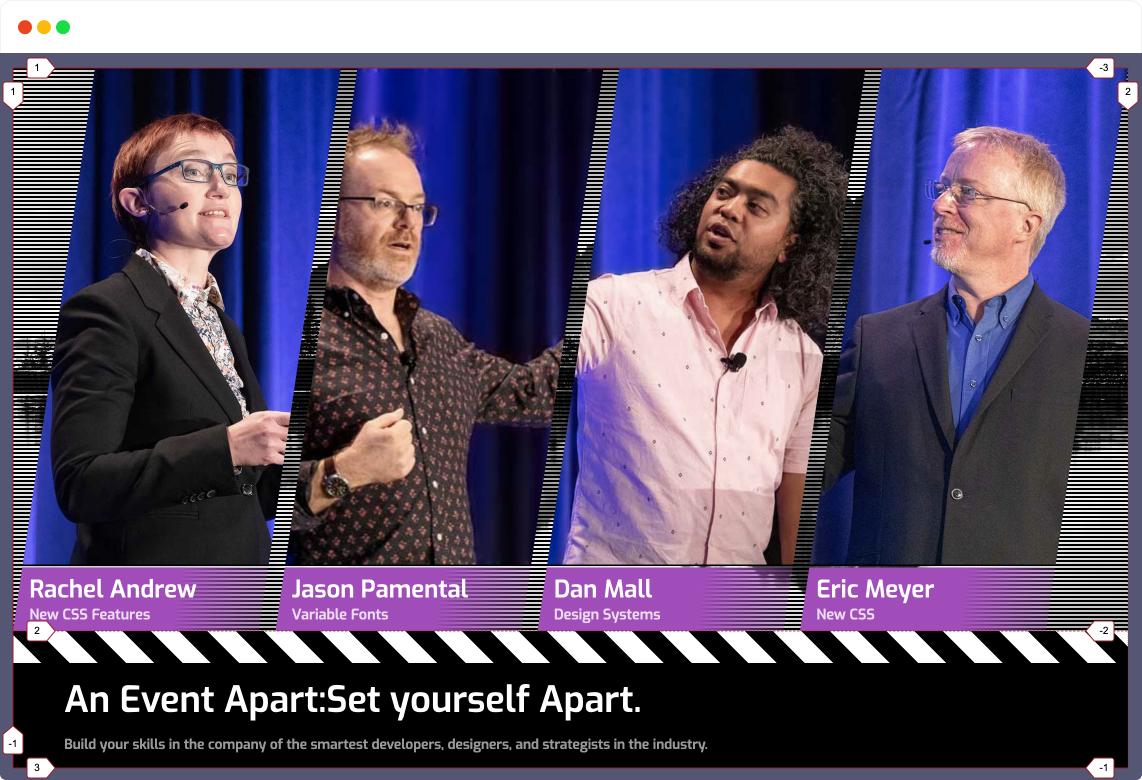 1
-3
1
2
Rachel Andrew
New CSS Features
Jason Pamental
Variable Fonts
Dan Mall
Design Systems
Eric Meyer
New CSS
2
-2
An Event Apart:Set yourself Apart.
Build your skills in the company of the smartest developers, designers, and strategists in the industry.
-1
3
-1